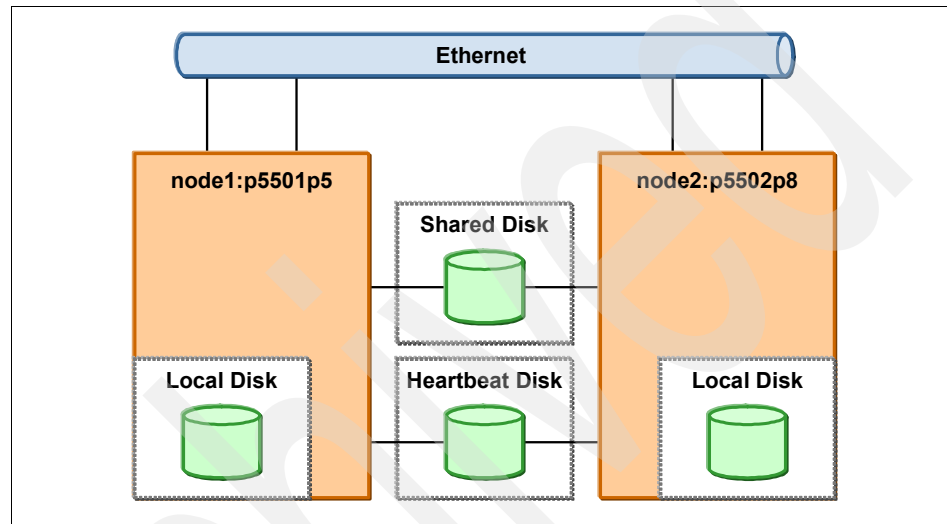 Ethernet
node1:p5501p5
node2:p5502p8
Shared Disk
Local Disk
Heartbeat Disk
Local Disk